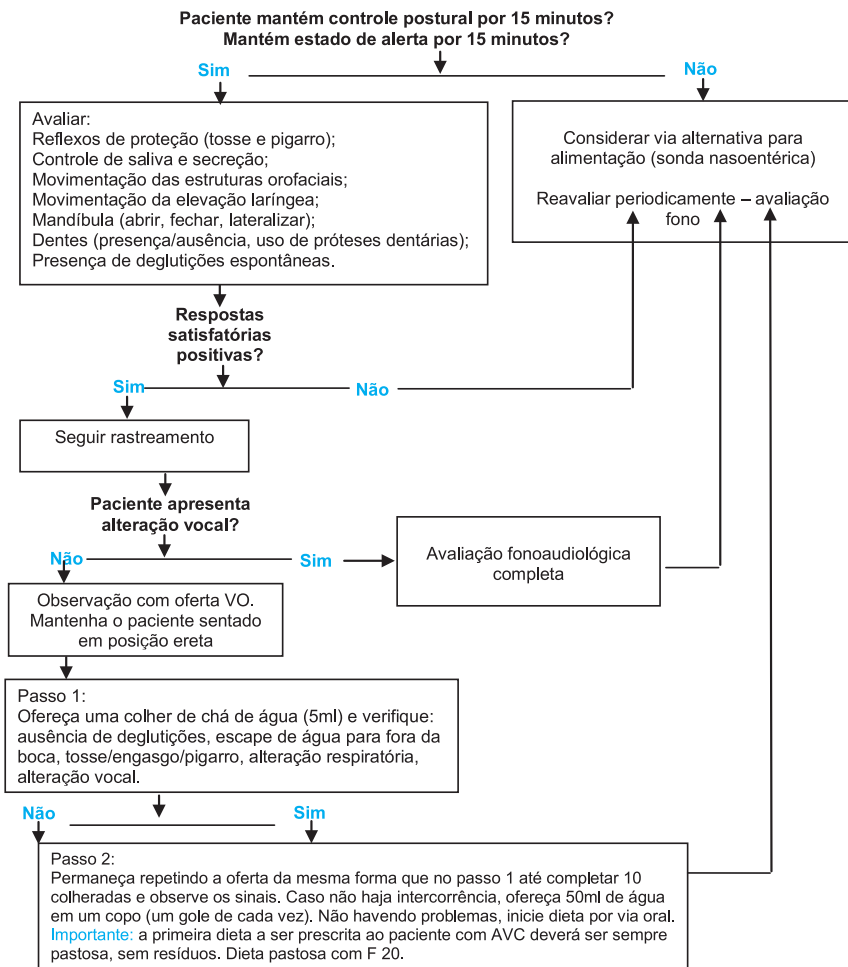 Paciente mantém controle postural por 15 minutos?
Mantém estado de alerta por 15 minutos?
Sim
Não
Avaliar:
Reflexos de proteção (tosse e pigarro);
Controle de saliva e secreção;
Movimentação das estruturas orofaciais;
Movimentação da elevação laríngea;
Mandíbula (abrir, fechar, lateralizar);
Dentes (presença/ausência, uso de próteses dentárias);
Presença de deglutições espontâneas.
Considerar via alternativa para
alimentação (sonda nasoentérica)
Reavaliar periodicamente – avaliação
fono
Respostas
satisfatórias
positivas?
Sim
Não
Seguir rastreamento
Paciente apresenta
alteração vocal?
Não
Sim
Avaliação fonoaudiológica
completa
Observação com oferta VO.
Mantenha o paciente sentado
em posição ereta
Passo 1:
Ofereça uma colher de chá de água (5ml) e verifique:
ausência de deglutições, escape de água para fora da
boca, tosse/engasgo/pigarro, alteração respiratória,
alteração vocal.
Não
Sim
Passo 2:
Permaneça repetindo a oferta da mesma forma que no passo 1 até completar 10
colheradas e observe os sinais. Caso não haja intercorrência, ofereça 50ml de água
em um copo (um gole de cada vez). Não havendo problemas, inicie dieta por via oral.
Importante: a primeira dieta a ser prescrita ao paciente com AVC deverá ser sempre
pastosa, sem resíduos. Dieta pastosa com F 20.